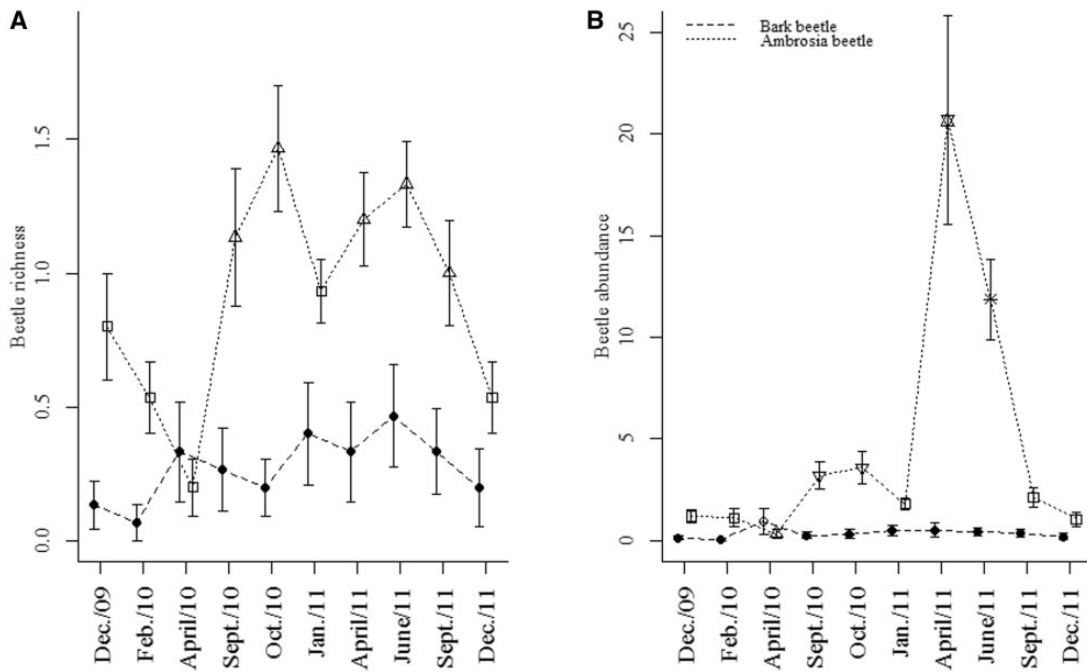 A
Beetle richness
0.0
0.5
1.0
1.5
Dec./09
Feb./10
April/10
Sept./10
Oct./10
Jan./11
April/11
June/11
Sept./11
Dec./11
B
Bark beetle
Ambrosia beetle
Beetle abundance
0
5
10
15
20
25
Dec./09
Feb./10
April/10
Sept./10
Oct./10
Jan./11
April/11
June/11
Sept./11
Dec./11